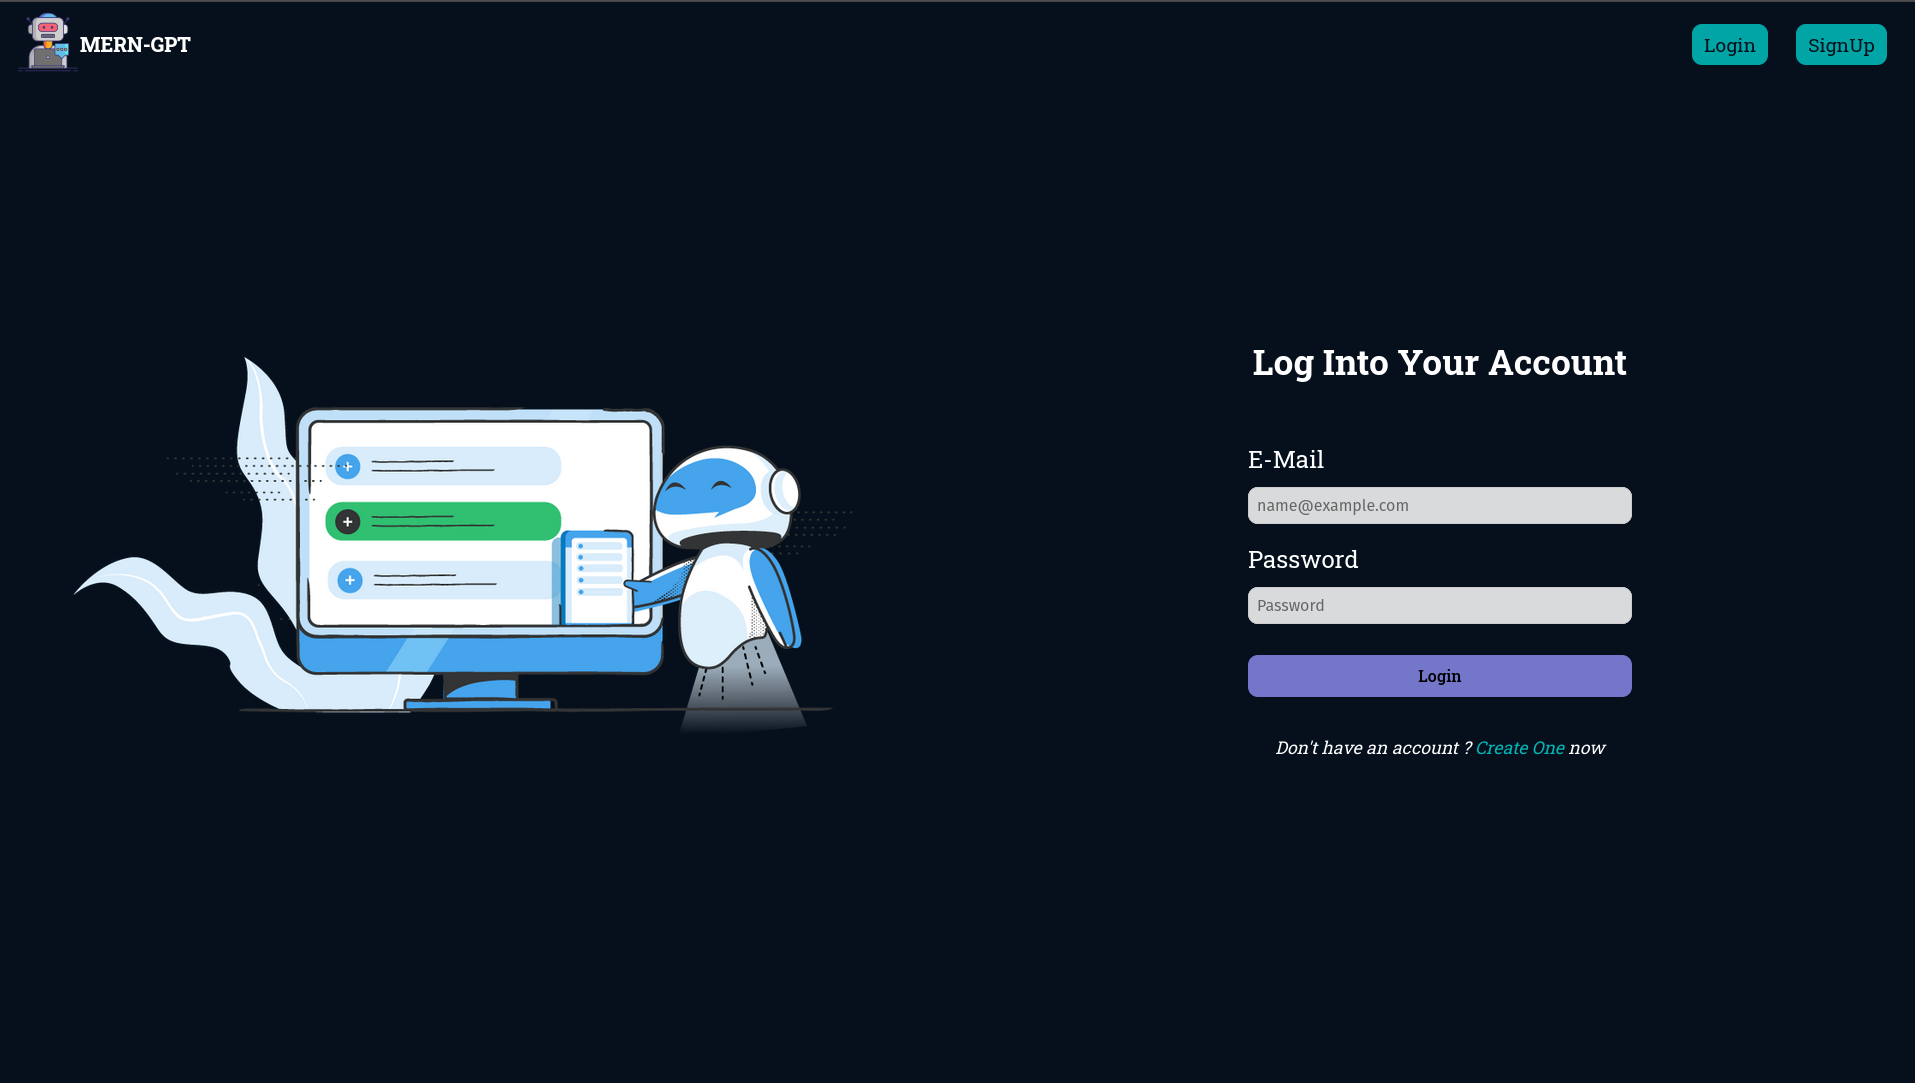 MERN-GPT
Login
SignUp
Log Into Your Account
E-Mail
name@example.com
Password
Password
Login
Don't have an account ? Create One now